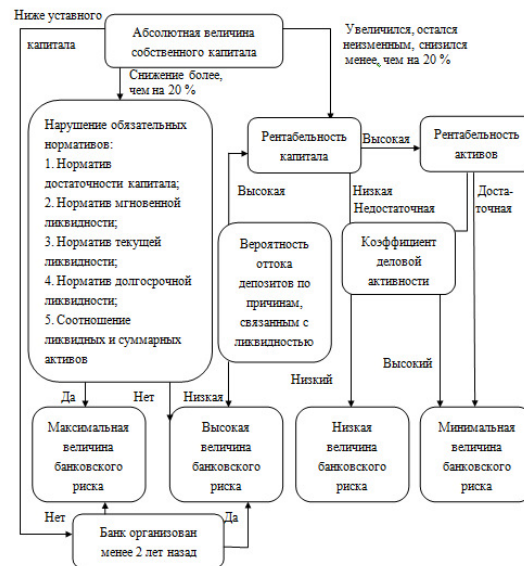 Ниже уставного
капитала
Абсолютная величина
собственного капитала
Увеличился, остался
неизменным, снизился
менее, чем на 20 %
Снижение более,
чем на 20 %
Нарушение обязательных
нормативов:
1. Норматив
достаточности капитала;
2. Норматив мгновенной
ликвидности;
3. Норматив текущей
ликвидности;
4. Норматив долгосрочной
ликвидности;
5. Соотношение
ликвидных и суммарных
активов
Рентабельность
капитала
Высокая
Рентабельность
активов
Высокая
Низкая
Недостаточная
Доста-
точная
Вероятность
оттока
депозитов по
причинам,
связанным с
ликвидностью
Коэффициент
деловой
активности
Да
Нет
Низкая
Низкий
Высокий
Максимальная
величина
банковского
риска
Высокая
величина
банковского
риска
Низкая
величина
банковского
риска
Минимальная
величина
банковского
риска
Нет
Банк организован
менее 2 лет назад
Да